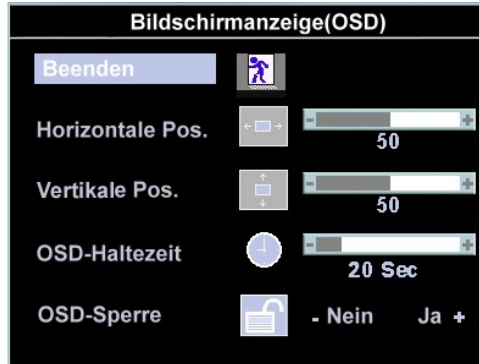 Bildschirmanzeige(OSD)
Beenden
Horizontale Pos.
- +
50
Vertikale Pos.
- +
50
OSD-Haltezeit
- +
20 Sec
OSD-Sperre - Nein Ja +